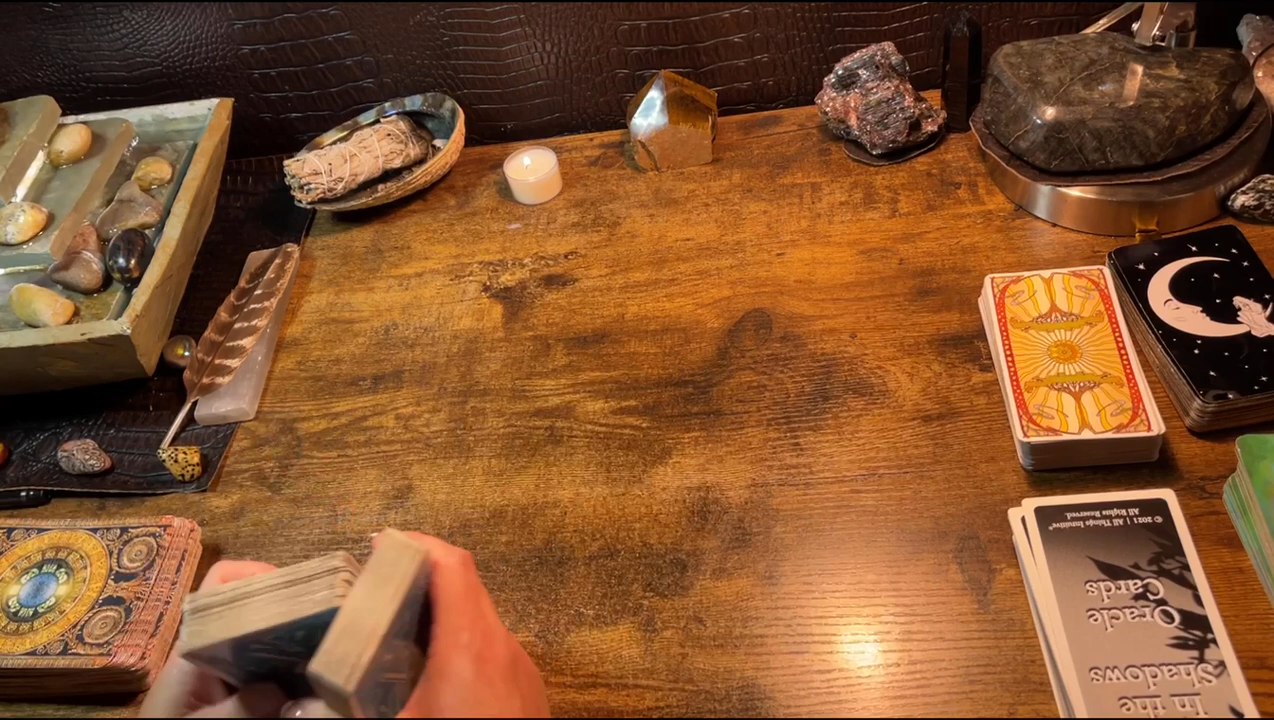 © 2021 | All Things Intuitive®
All Rights Reserved.
In the
Shadows
Oracle
Cards